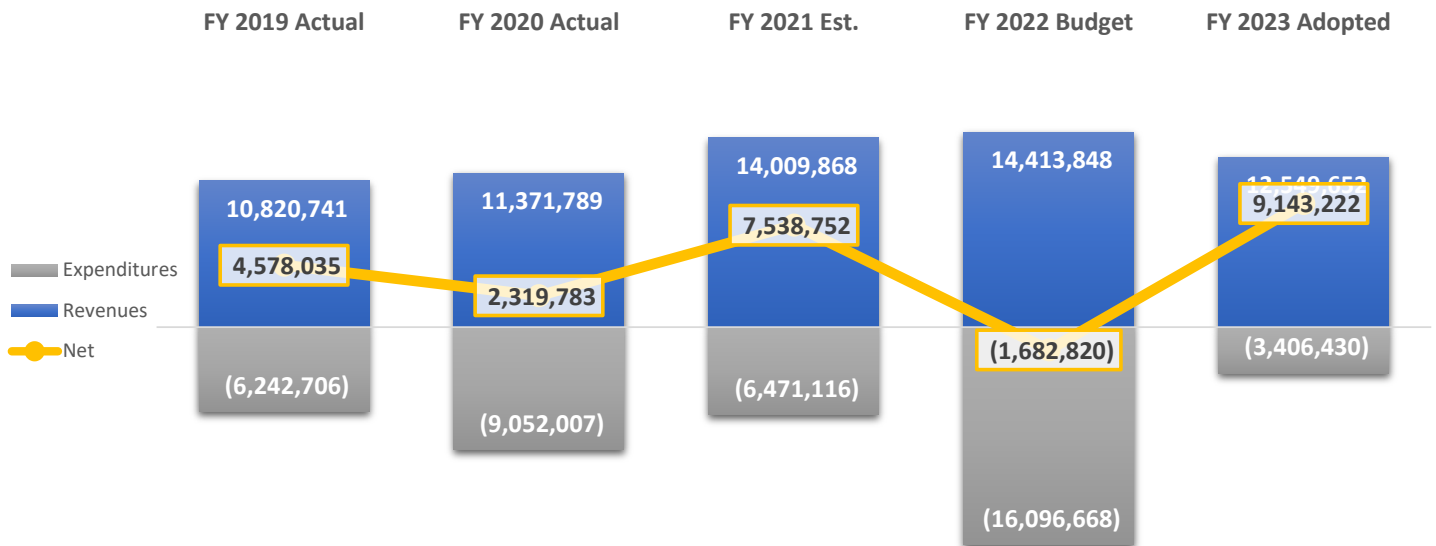 FY 2019 Actual
FY 2020 Actual
FY 2021 Est.
FY 2022 Budget
FY 2023 Adopted
10,820,741
11,371,789
14,009,868
14,413,848
12,549,652
4,578,035
2,319,783
7,538,752
(1,682,820)
9,143,222
(6,242,706)
(9,052,007)
(6,471,116)
(16,096,668)
(3,406,430)
Expenditures
Revenues
Net